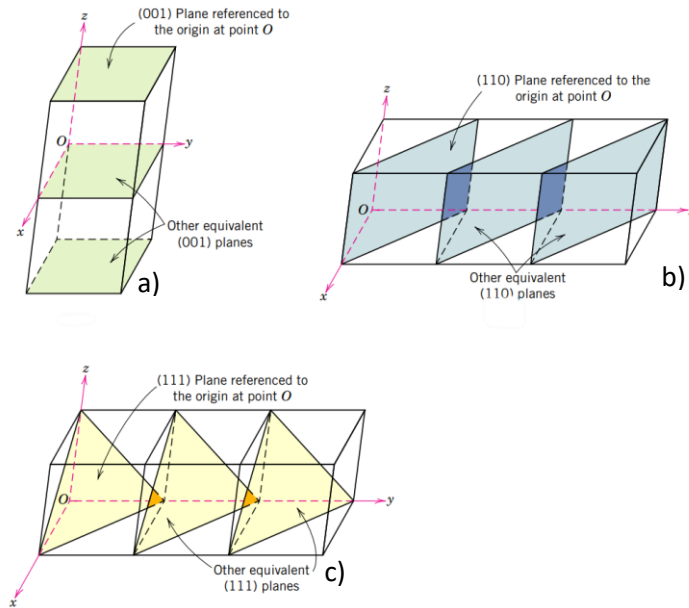 z
(001) Plane referenced to
the origin at point O
O
y
x
Other equivalent
(001) planes
a)
z
(110) Plane referenced to the
origin at point O
O
x
Other equivalent
(110) planes
b)
z
(111) Plane referenced to
the origin at point O
O
y
x
Other equivalent
(111) planes
c)